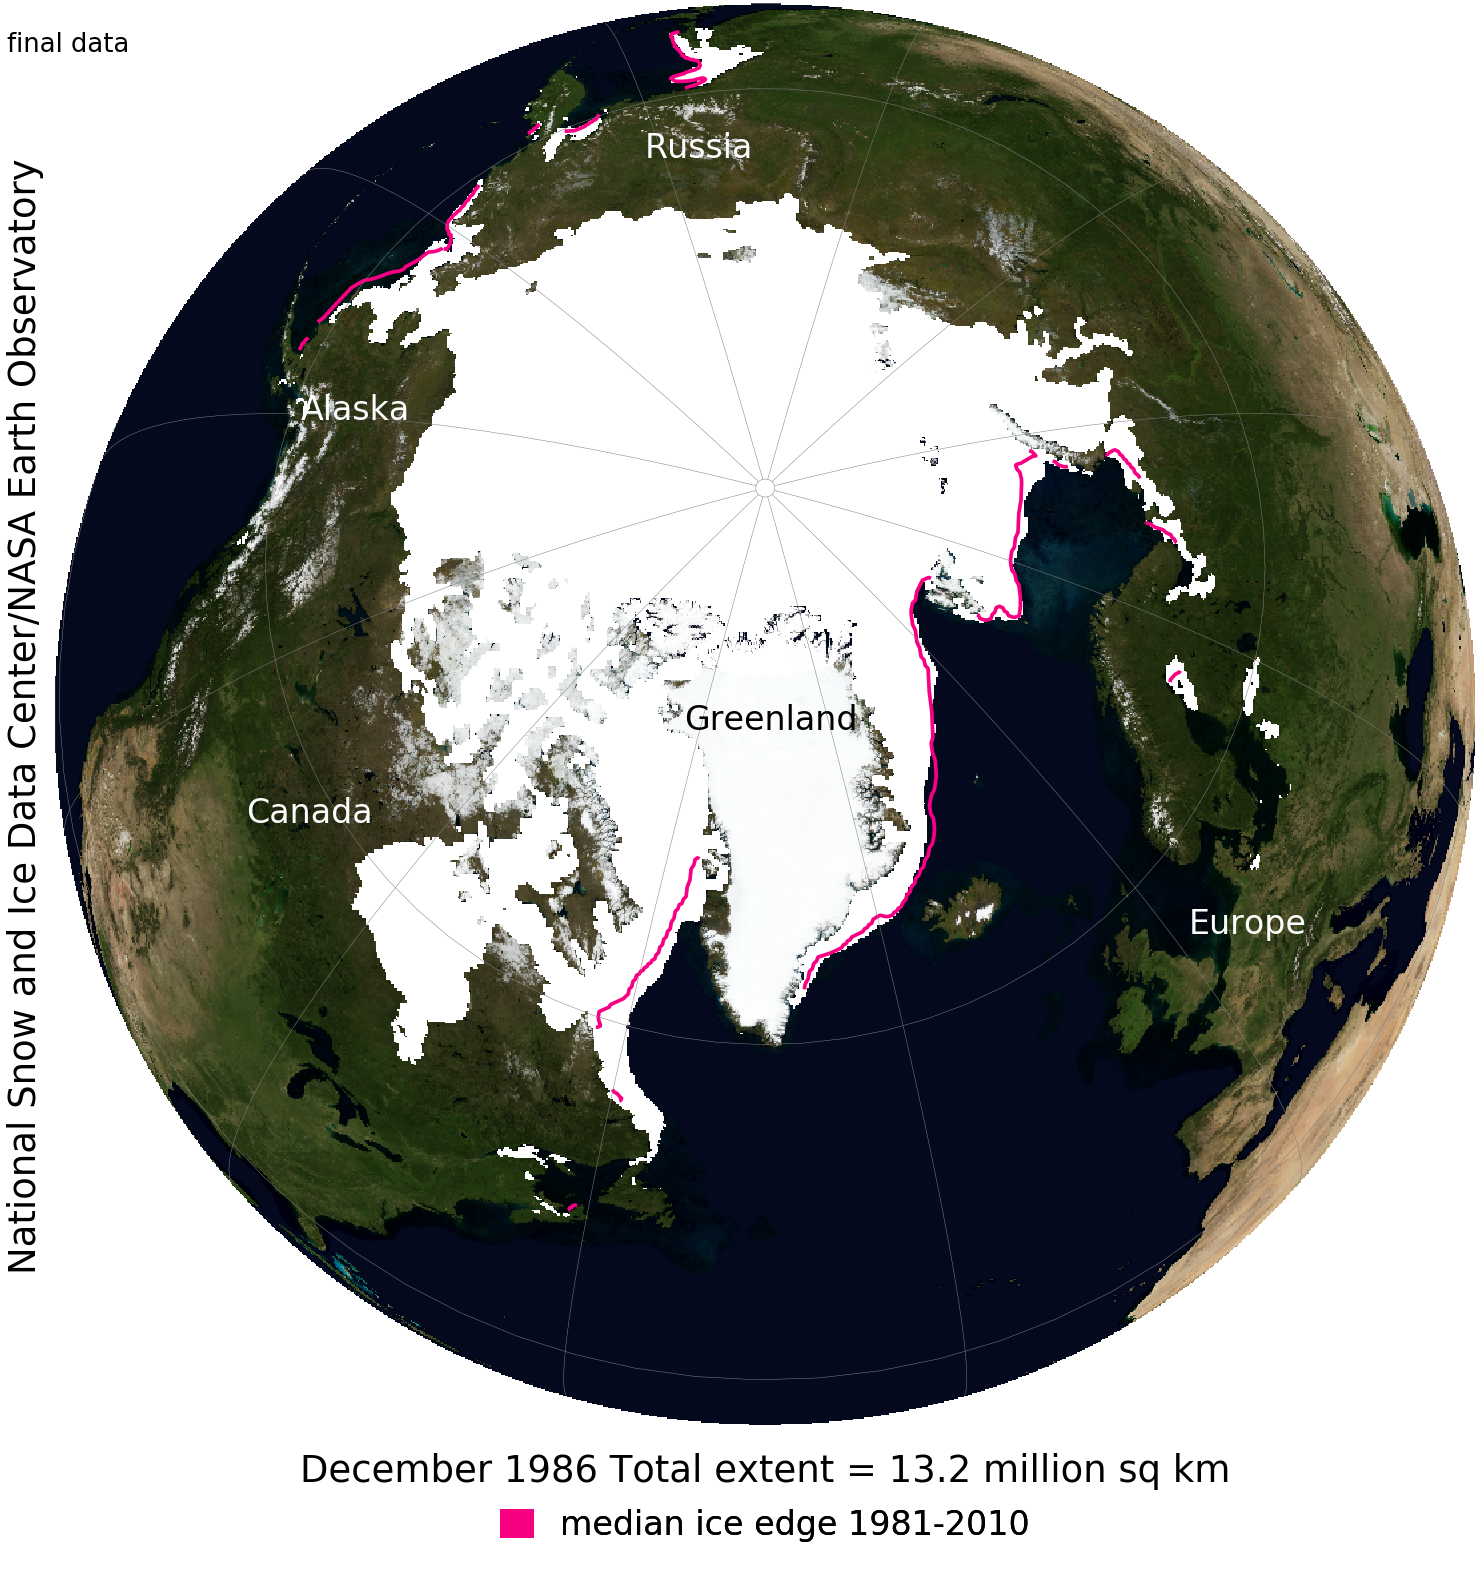 final data
National Snow and Ice Data Center/NASA Earth Observatory
Russia
Alaska
Greenland
Canada
Europe
December 1986 Total extent = 13.2 million sq km
median ice edge 1981-2010